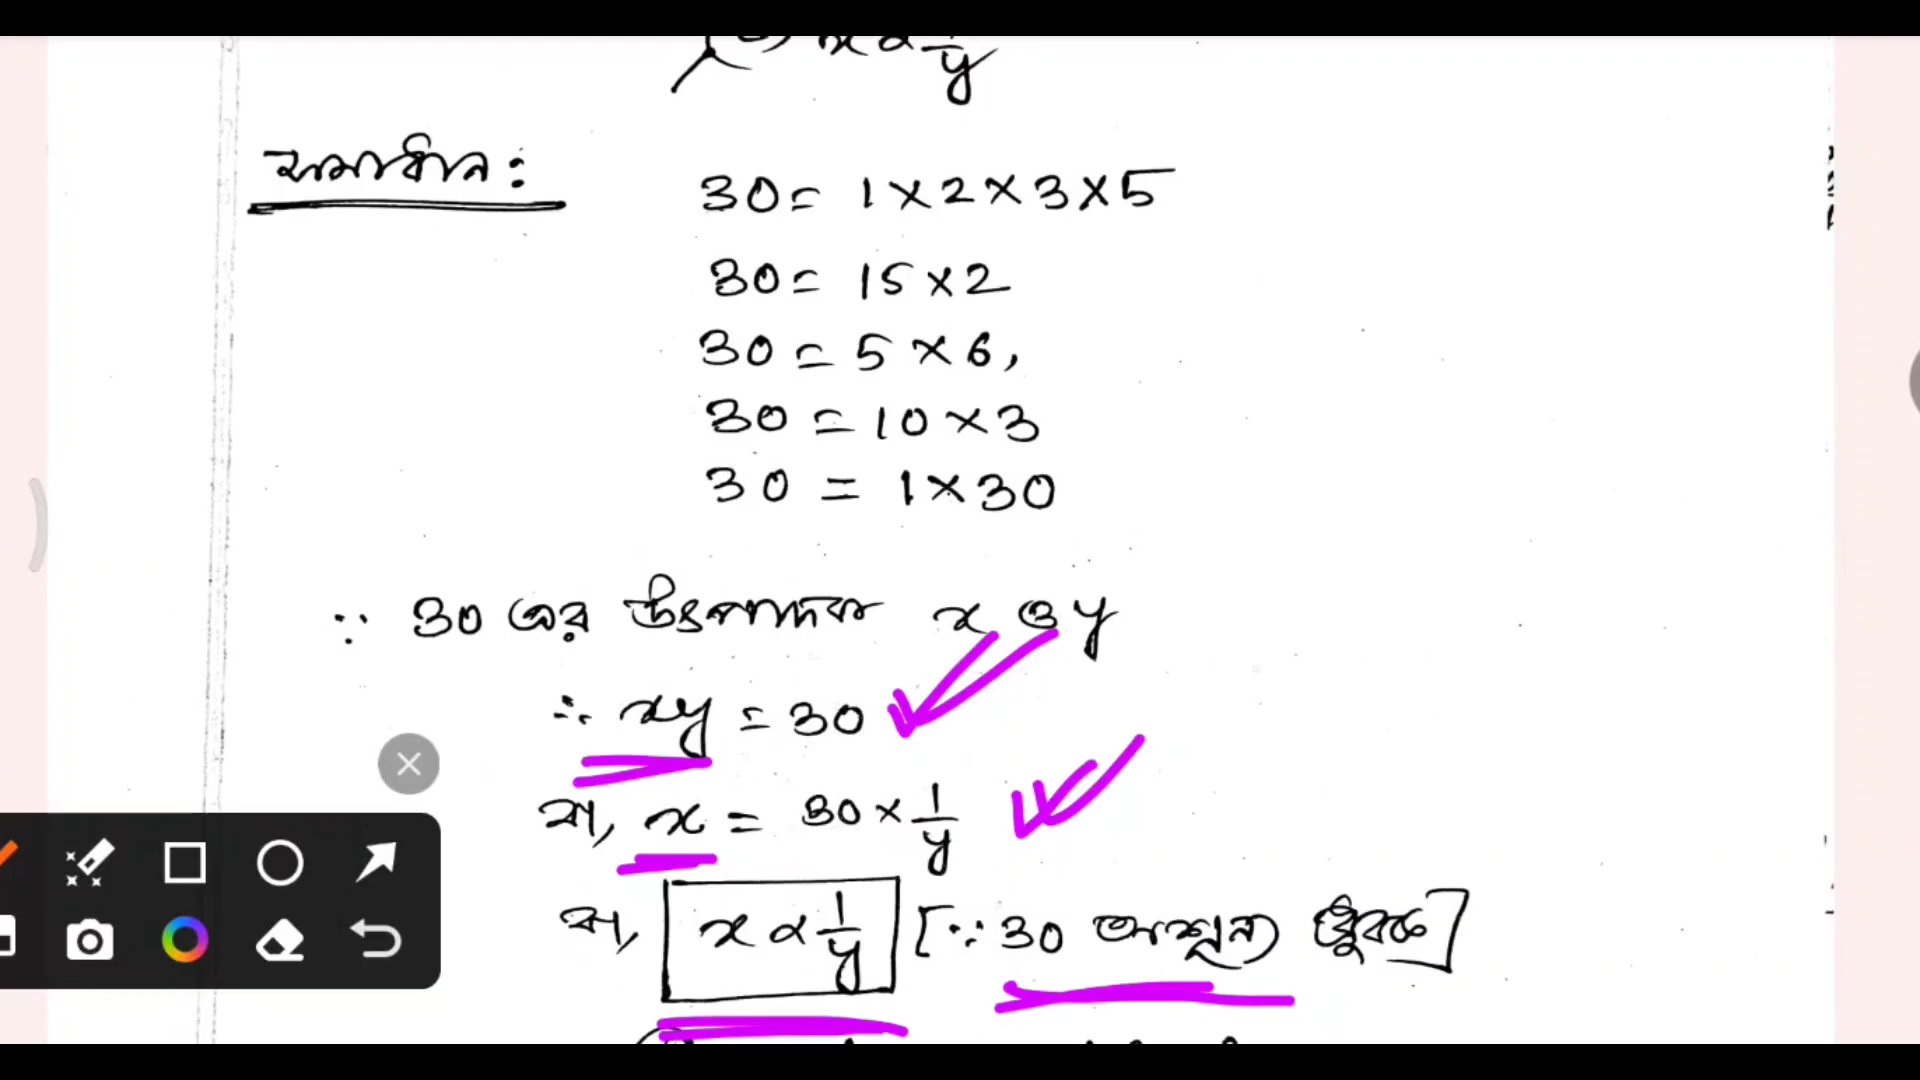 x ∝ 1/y
সমাধান:
30 = 1×2×3×5
30 = 15×2
30 = 5×6,
30 = 10×3
30 = 1×30
∵ 30 এর উৎপাদক x ও y
∴ xy = 30
বা, x = 30 × 1/y
বা, x ∝ 1/y [∵ 30 অশূন্য ধ্রুবক]